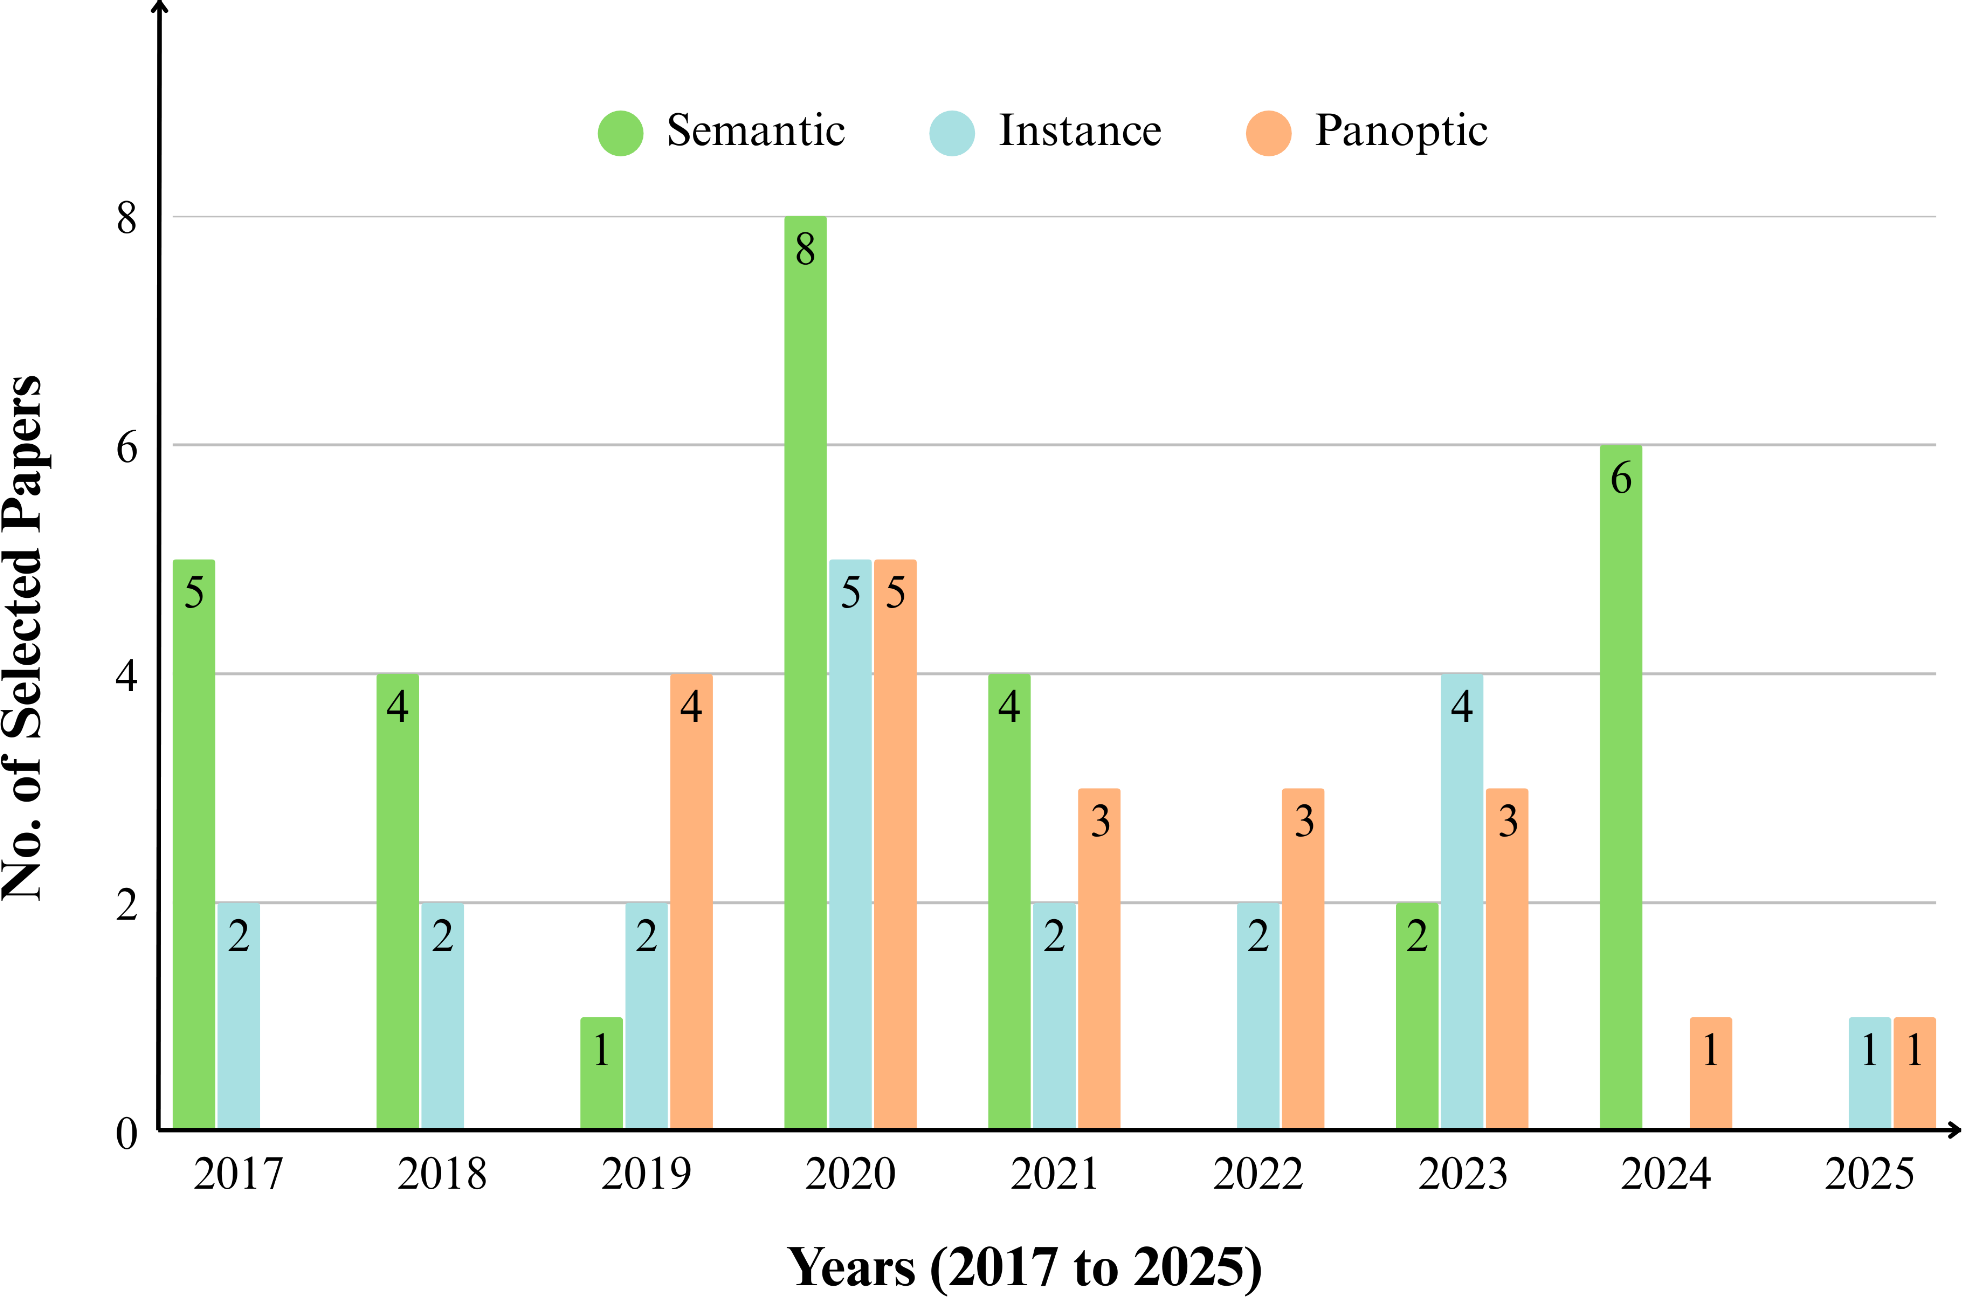 Semantic Instance Panoptic
8
8
6
6
5
5 5
4
4 4 4 4
3 3 3
2
2 2 2 2 2 2
1 1 1 1
0
2017 2018 2019 2020 2021 2022 2023 2024 2025
Years (2017 to 2025)
No. of Selected Papers